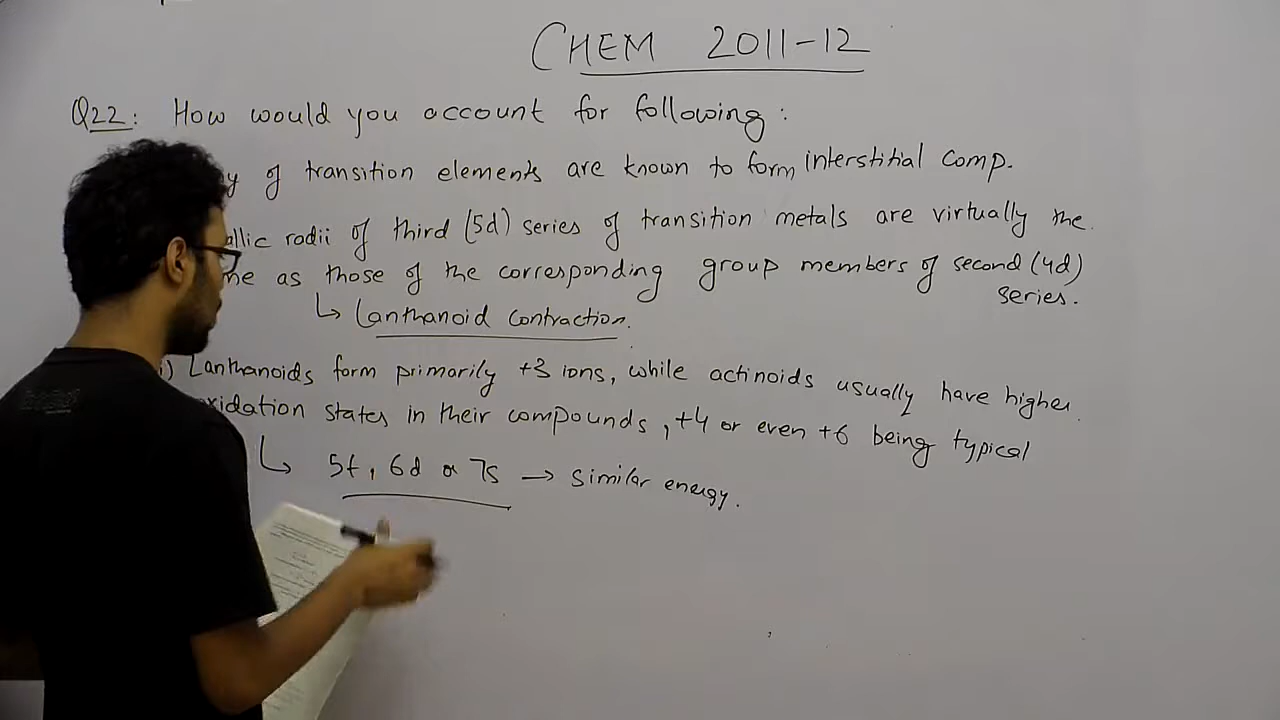 CHEM 2011-12
Q22: How would you account for following:
of transition elements are known to form interstitial comp.
radii of third (5d) series of transition metals are virtually the
as those of the corresponding group members of second (4d)
series.
↳ Lanthanoid contraction.
Lanthanoids form primarily +3 ions, while actinoids usually have higher
oxidation states in their compounds, +4 or even +6 being typical
↳ 5f, 6d & 7s → similar energy.